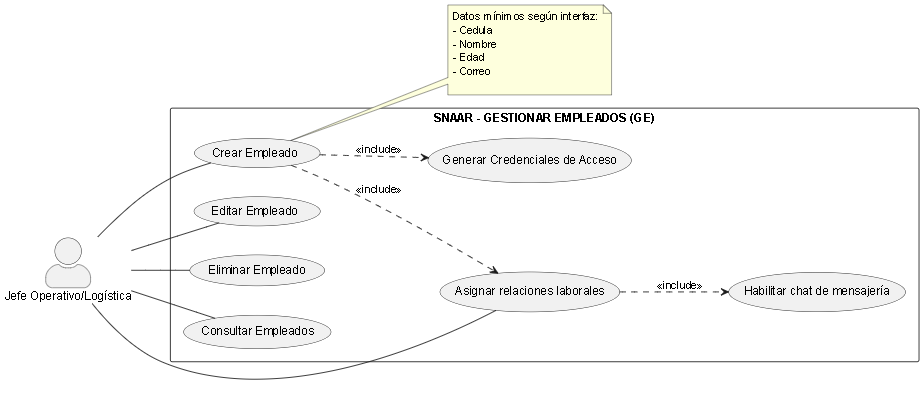 Datos mínimos según interfaz:
- Cedula
- Nombre
- Edad
- Correo
SNAAR - GESTIONAR EMPLEADOS (GE)
Crear Empleado
«include»
Generar Credenciales de Acceso
«include»
Editar Empleado
Eliminar Empleado
Jefe Operativo/Logística
Asignar relaciones laborales
«include»
Habilitar chat de mensajería
Consultar Empleados